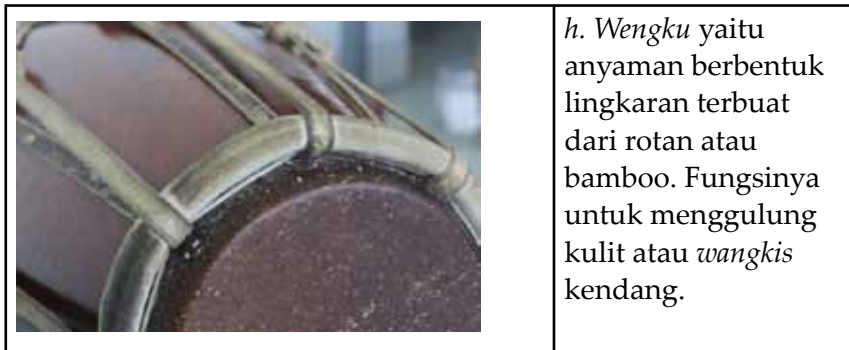 h. Wengku yaitu
anyaman berbentuk
lingkaran terbuat
dari rotan atau
bamboo. Fungsinya
untuk menggulung
kulit atau wangkis
kendang.